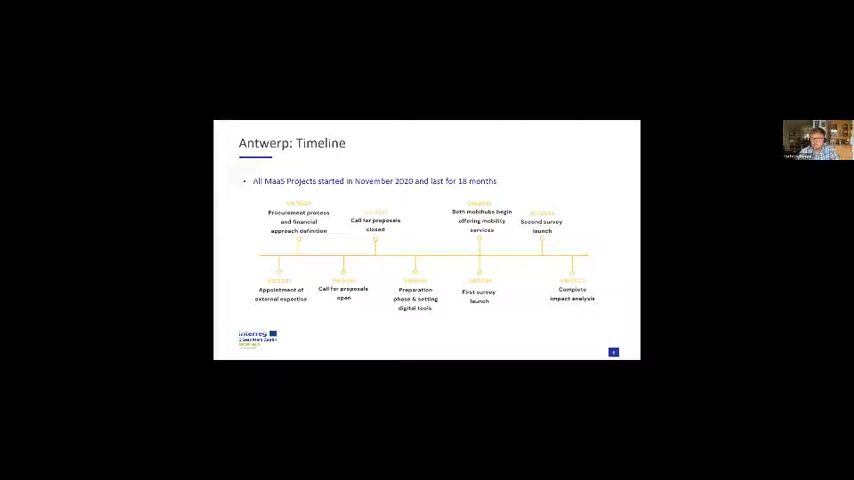 Antwerp: Timeline
• All MaaS Projects started in November 2020 and last for 18 months
Procurement process
and financial
approach definition
Call for proposals
closed
Both mobihubs begin
offering mobility
services
Second survey
launch
Appointment of
external expertise
Call for proposals
open
Preparation
phase & setting
digital tools
First survey
launch
Complete
impact analysis
Interreg